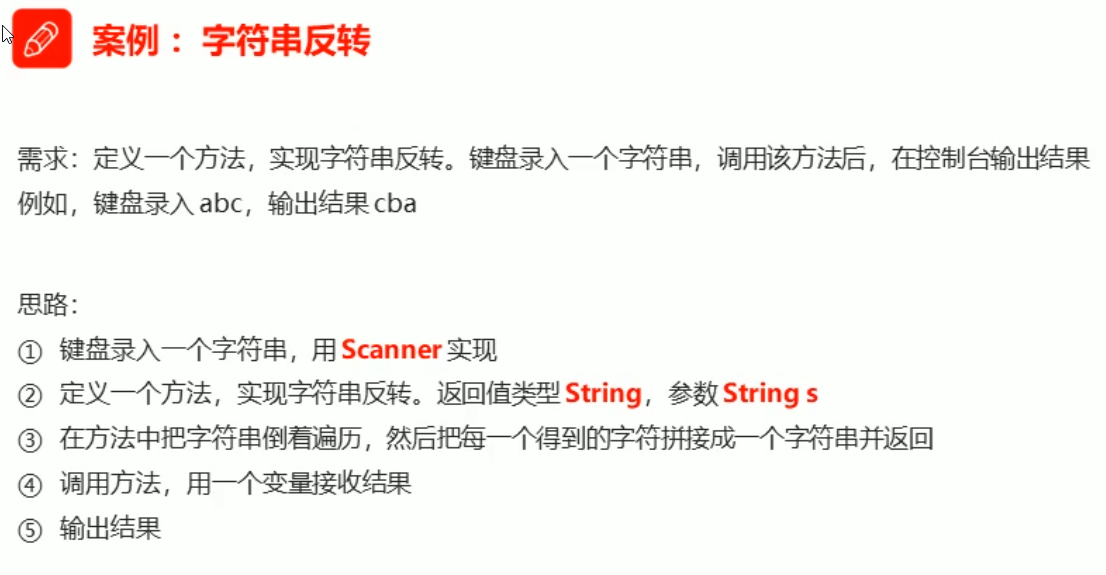 案例： 字符串反转
需求：定义一个方法，实现字符串反转。键盘录入一个字符串，调用该方法后，在控制台输出结果
例如，键盘录入 abc，输出结果 cba
思路：
① 键盘录入一个字符串，用 Scanner 实现
② 定义一个方法，实现字符串反转。返回值类型 String，参数 String s
③ 在方法中把字符串倒着遍历，然后把每一个得到的字符拼接成一个字符串并返回
④ 调用方法，用一个变量接收结果
⑤ 输出结果